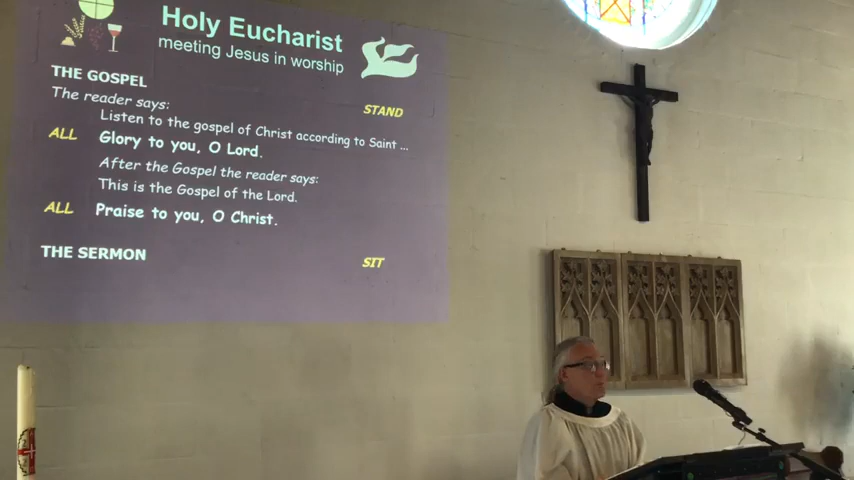 Holy Eucharist
meeting Jesus in worship
THE GOSPEL
The reader says: STAND
Listen to the gospel of Christ according to Saint ...
ALL Glory to you, O Lord.
After the Gospel the reader says:
This is the Gospel of the Lord.
ALL Praise to you, O Christ.
THE SERMON SIT